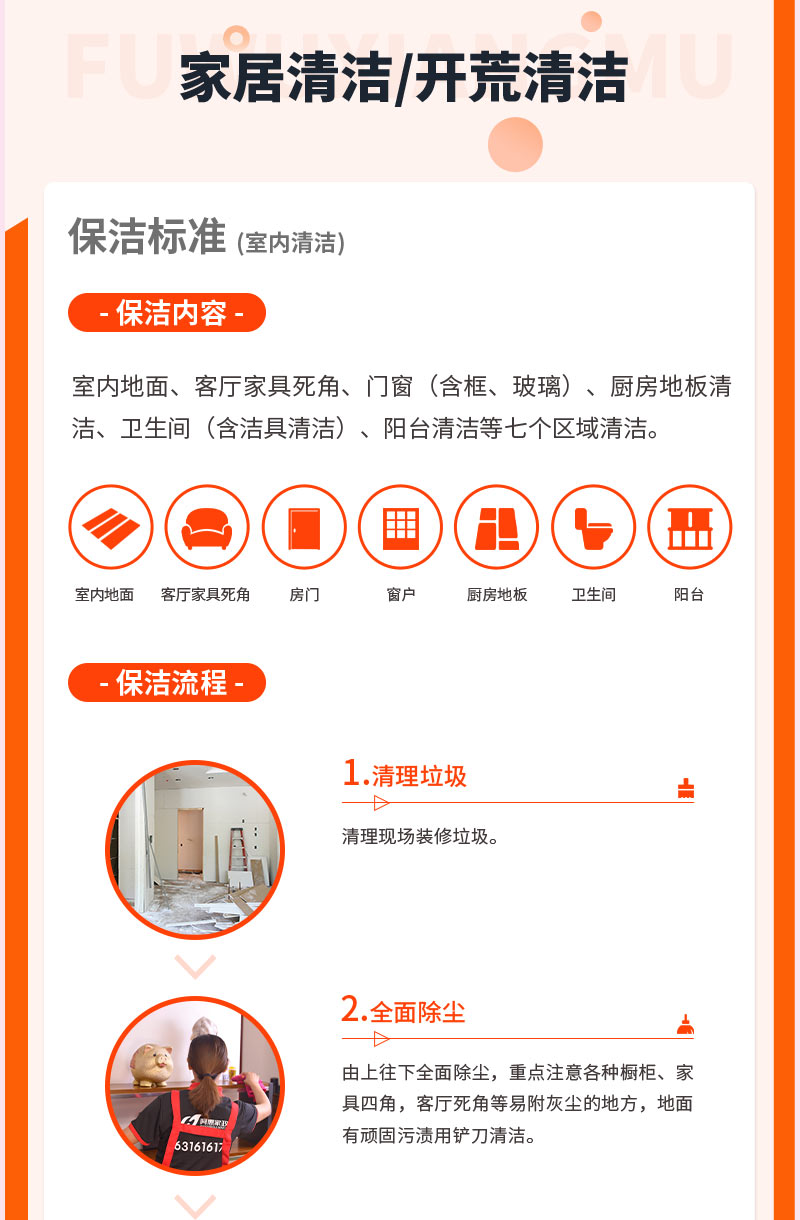 FUWUXIANGMU
家居清洁/开荒清洁
保洁标准 (室内清洁)
- 保洁内容 -
室内地面、客厅家具死角、门窗（含框、玻璃）、厨房地板清
洁、卫生间（含洁具清洁）、阳台清洁等七个区域清洁。
室内地面 客厅家具死角 房门 窗户 厨房地板 卫生间 阳台
- 保洁流程 -
1.清理垃圾
清理现场装修垃圾。
2.全面除尘
由上往下全面除尘，重点注意各种橱柜、家
具四角，客厅死角等易附灰尘的地方，地面
有顽固污渍用铲刀清洁。
63161617